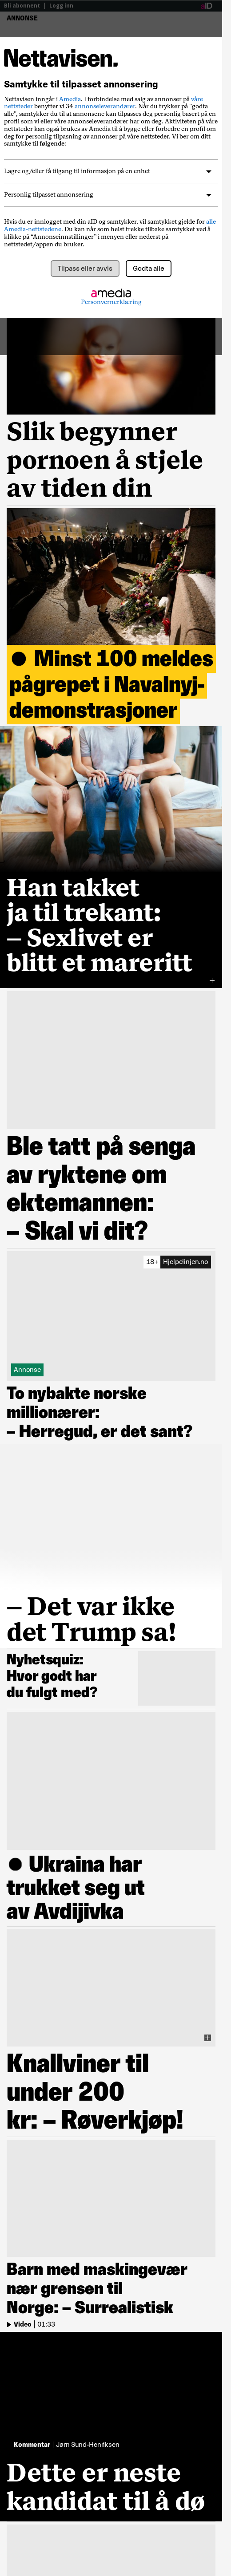 Bli abonnent | Logg inn
aID
ANNONSE
Nettavisen.
Samtykke til tilpasset annonsering
Nettavisen inngår i Amedia. I forbindelse med salg av annonser på våre
nettsteder benytter vi 34 annonseleverandører. Når du trykker på "godta
alle", samtykker du til at annonsene kan tilpasses deg personlig basert på en
profil som vi eller våre annonseleverandører har om deg. Aktiviteten på våre
nettsteder kan også brukes av Amedia til å bygge eller forbedre en profil om
deg for personlig tilpasning av annonser på våre nettsteder. Vi ber om ditt
samtykke til følgende:
Lagre og/eller få tilgang til informasjon på en enhet
Personlig tilpasset annonsering
Hvis du er innlogget med din aID og samtykker, vil samtykket gjelde for alle
Amedia-nettstedene. Du kan når som helst trekke tilbake samtykket ved å
klikke på “Annonseinnstillinger” i menyen eller nederst på
nettstedet/appen du bruker.
Tilpass eller avvis Godta alle
amedia
Personvernerklæring
Slik begynner
pornoen å stjele
av tiden din
● Minst 100 meldes
pågrepet i Navalnyj-
demonstrasjoner
Han takket
ja til trekant:
– Sexlivet er
blitt et mareritt
Ble tatt på senga
av ryktene om
ektemannen:
– Skal vi dit?
18+ Hjelpelinjen.no
Annonse
To nybakte norske
millionærer:
– Herregud, er det sant?
– Det var ikke
det Trump sa!
Nyhetsquiz:
Hvor godt har
du fulgt med?
● Ukraina har
trukket seg ut
av Avdijivka
Knallviner til
under 200
kr: – Røverkjøp!
Barn med maskingevær
nær grensen til
Norge: – Surrealistisk
Video | 01:33
Kommentar | Jørn Sund-Henriksen
Dette er neste
kandidat til å dø